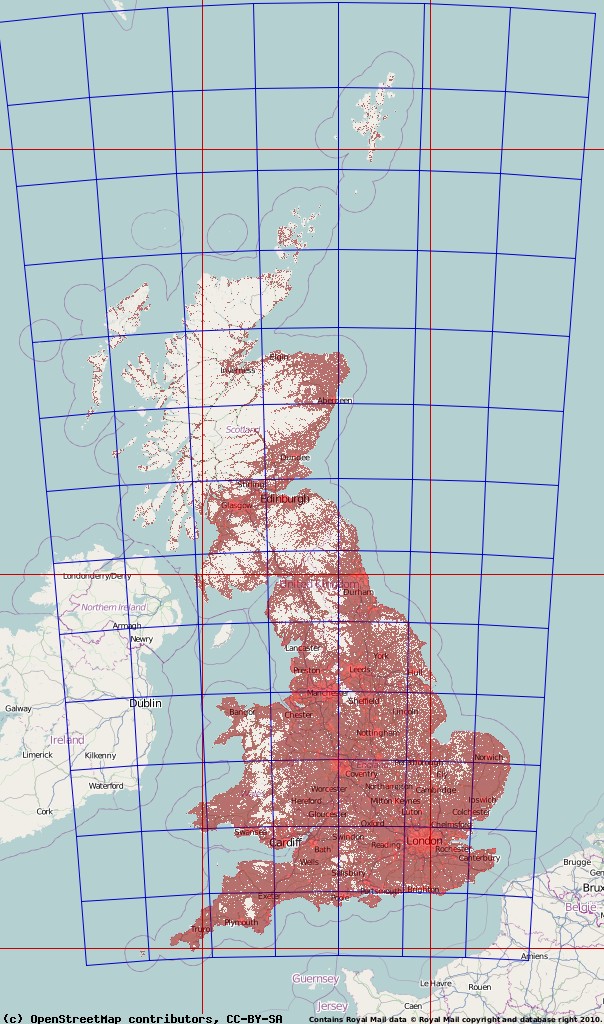 Inverness
Elgin
Aberdeen
Scotland
Dundee
Stirling
Edinburgh
Glasgow
Londonderry/Derry
United Kingdom
Durham
Northern Ireland
Armagh
Newry
Lancaster
York
Preston
Leeds
Hull
Manchester
Sheffield
Dublin
Galway
Bangor
Chester
Lincoln
Nottingham
Ireland
Limerick
Kilkenny
Norwich
Peterborough
Coventry
Ely
Waterford
Worcester
Northampton
Cambridge
Hereford
Milton Keynes
Ipswich
Cork
Gloucester
Luton
Colchester
Oxford
Chelmsford
Swansea
Cardiff
Swindon
London
Bath
Reading
Rochester
Canterbury
Wells
Brugge
Salisbury
Gen
Brux
Exeter
Poole
Portsmouth
Brighton
België
Plymouth
Truro
Amiens
Guernsey
Le Havre
Rouen
Jersey
Caen
(c) OpenStreetMap contributors, CC-BY-SA
Contains Royal Mail data © Royal Mail copyright and database right 2010.